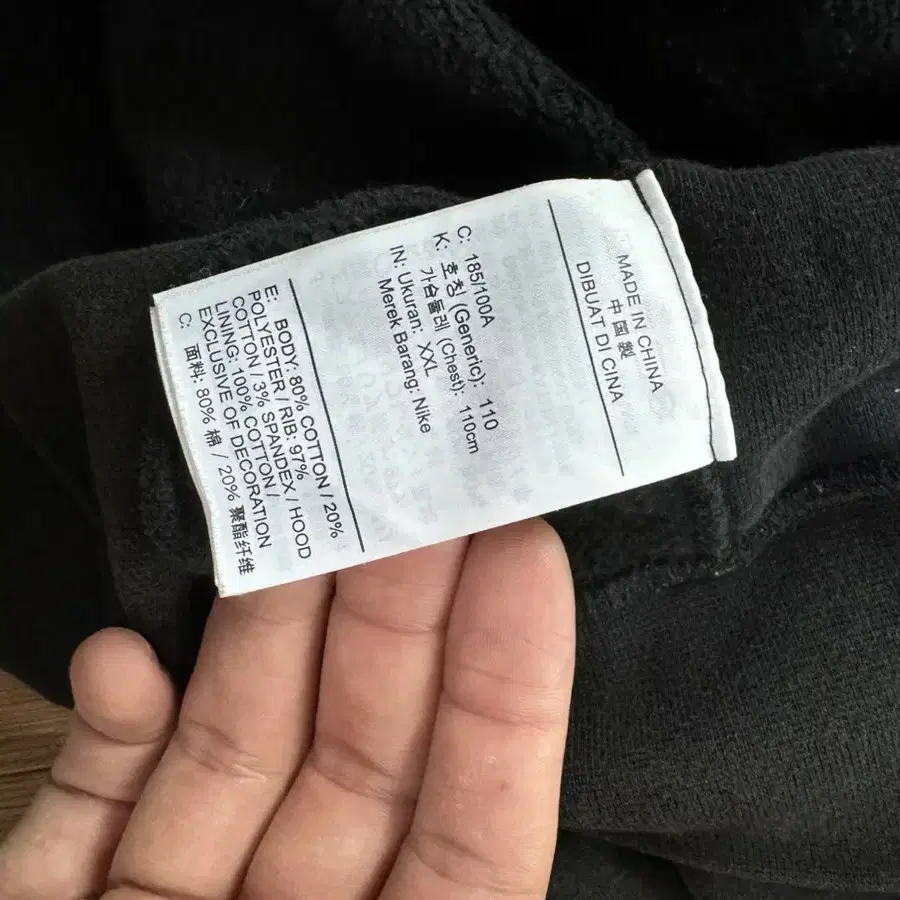 MADE IN CHINA
中国製
DIBUAT DI CINA
C: 185/100A
K: 호칭 (Generic): 110
가슴둘레 (Chest): 110cm
IN: Ukuran: XXL
Merek Barang: Nike
E: BODY: 80% COTTON / 20%
POLYESTER / RIB: 97%
COTTON / 3% SPANDEX / HOOD
LINING: 100% COTTON /
EXCLUSIVE OF DECORATION
C: 面料: 80% 棉 / 20% 聚酯纤维